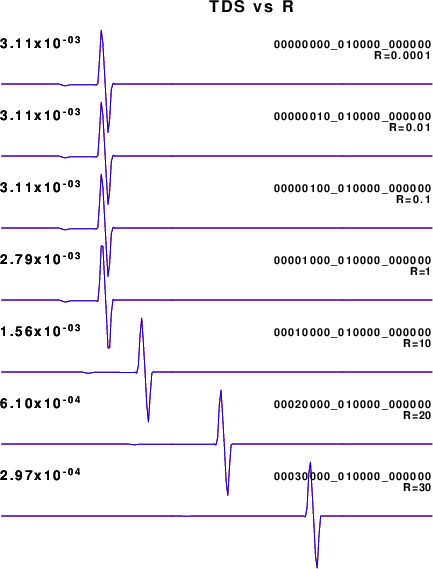 TDS vs R
3.11x10-03 00000000_010000_000000
R=0.0001
3.11x10-03 00000010_010000_000000
R=0.01
3.11x10-03 00000100_010000_000000
R=0.1
2.79x10-03 00001000_010000_000000
R=1
1.56x10-03 00010000_010000_000000
R=10
6.10x10-04 00020000_010000_000000
R=20
2.97x10-04 00030000_010000_000000
R=30